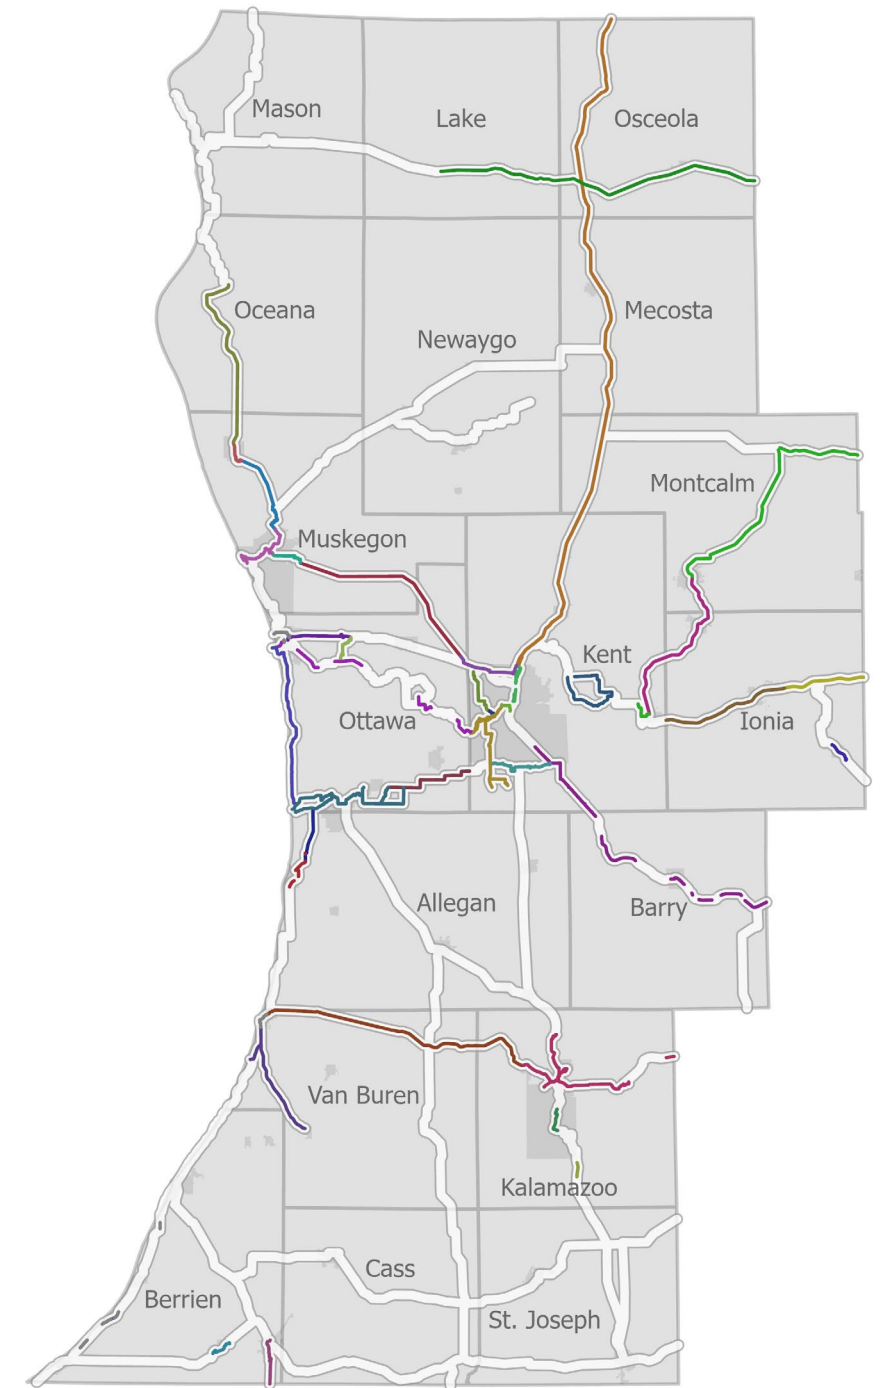 Mason
Lake
Osceola
Oceana
Newaygo
Mecosta
Montcalm
Muskegon
Kent
Ottawa
Ionia
Allegan
Barry
Van Buren
Kalamazoo
Cass
Berrien
St. Joseph